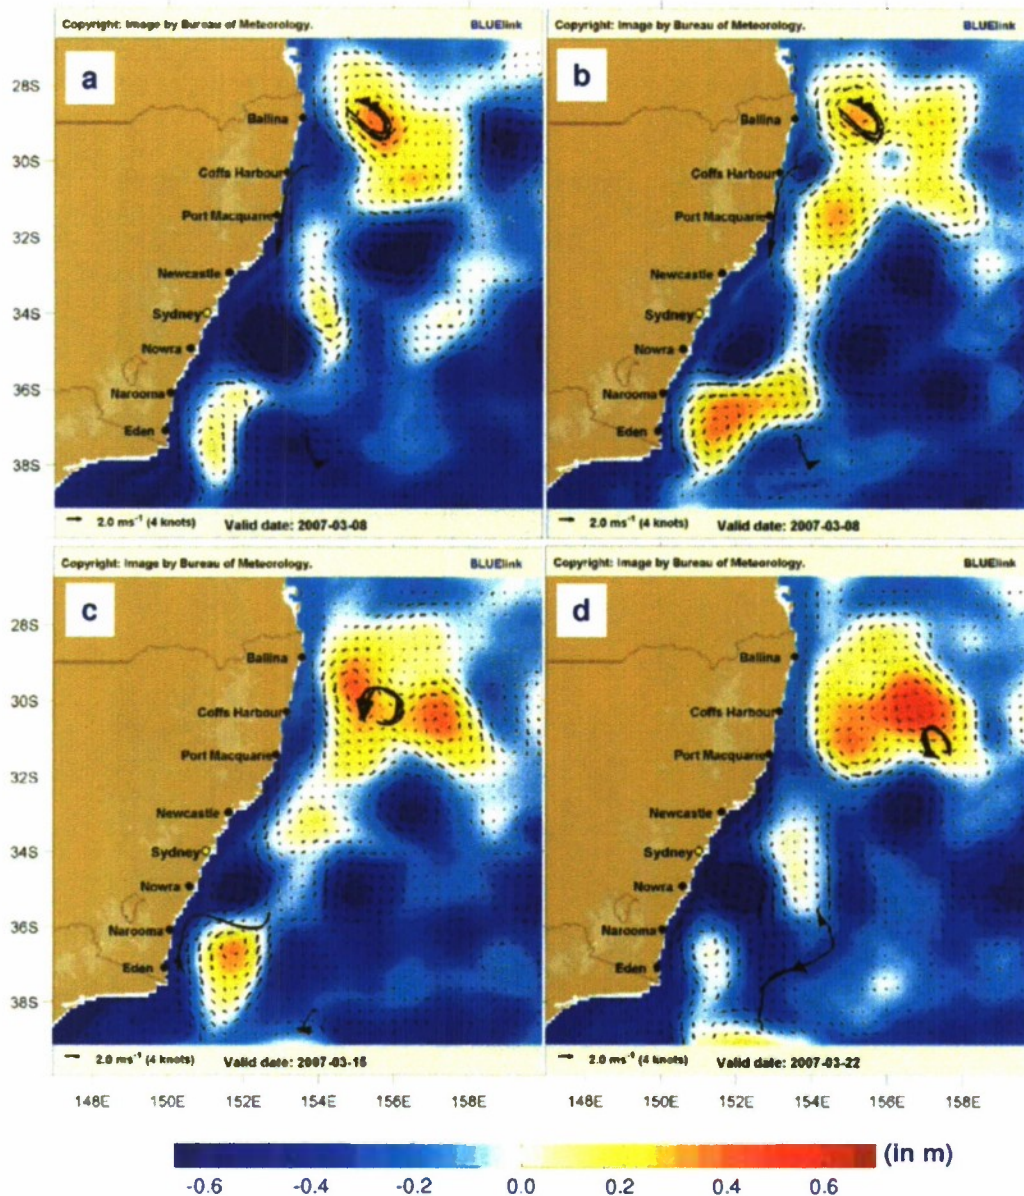 Copyright: Image by Bureau of Meteorology. BLUElink
a
28S
Ballina
30S
Coffs Harbour
Port Macquarie
32S
Newcastle
34S
Sydney
Nowra
36S
Narooma
Eden
38S
2.0 ms⁻¹ (4 knots) Valid date: 2007-03-08
Copyright: Image by Bureau of Meteorology. BLUElink
b
Ballina
Coffs Harbour
Port Macquarie
Newcastle
Sydney
Nowra
Narooma
Eden
2.0 ms⁻¹ (4 knots) Valid date: 2007-03-08
Copyright: Image by Bureau of Meteorology. BLUElink
c
28S
Ballina
30S
Coffs Harbour
Port Macquarie
32S
Newcastle
34S
Sydney
Nowra
36S
Narooma
Eden
38S
2.0 ms⁻¹ (4 knots) Valid date: 2007-03-15
Copyright: Image by Bureau of Meteorology. BLUElink
d
Ballina
Coffs Harbour
Port Macquarie
Newcastle
Sydney
Nowra
Narooma
Eden
2.0 ms⁻¹ (4 knots) Valid date: 2007-03-22
148E 150E 152E 154E 156E 158E 150E 152E 154E 156E 158E
(in m)
-0.6 -0.4 -0.2 0.0 0.2 0.4 0.6